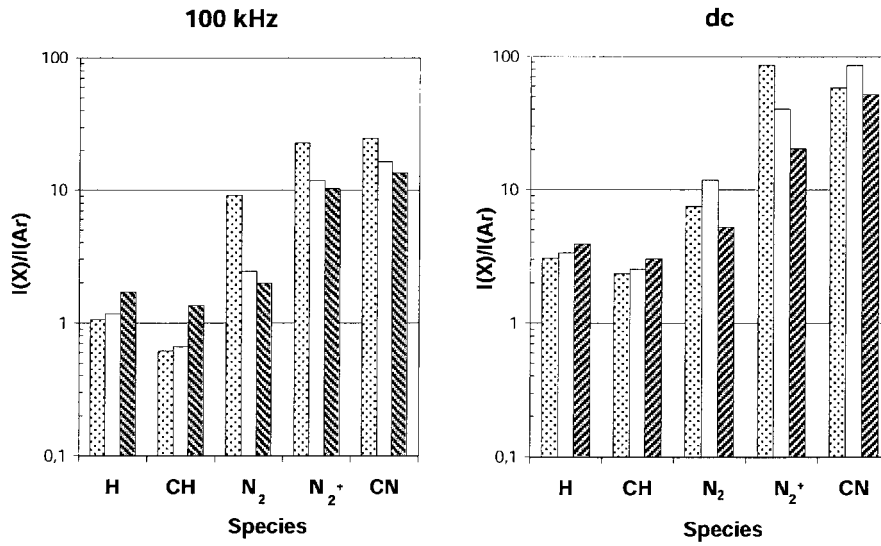 100 kHz
I(X)/I(Ar)
100
10
1
0,1
H CH N₂ N₂⁺ CN
Species
dc
I(X)/I(Ar)
100
10
1
0,1
H CH N₂ N₂⁺ CN
Species